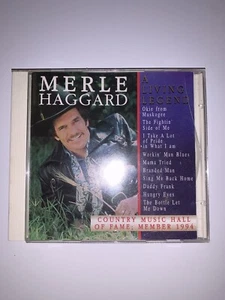 MERLE
HAGGARD
A
LIVING
LEGEND
Okie from
Muskogee
The Fightin'
Side of Me
I Take A Lot
of Pride
in What I am
Workin' Man Blues
Mama Tried
Branded Man
Sing Me Back Home
Daddy Frank
Hungry Eyes
The Bottle Let
Me Down
COUNTRY MUSIC HALL
OF FAME: MEMBER 1994